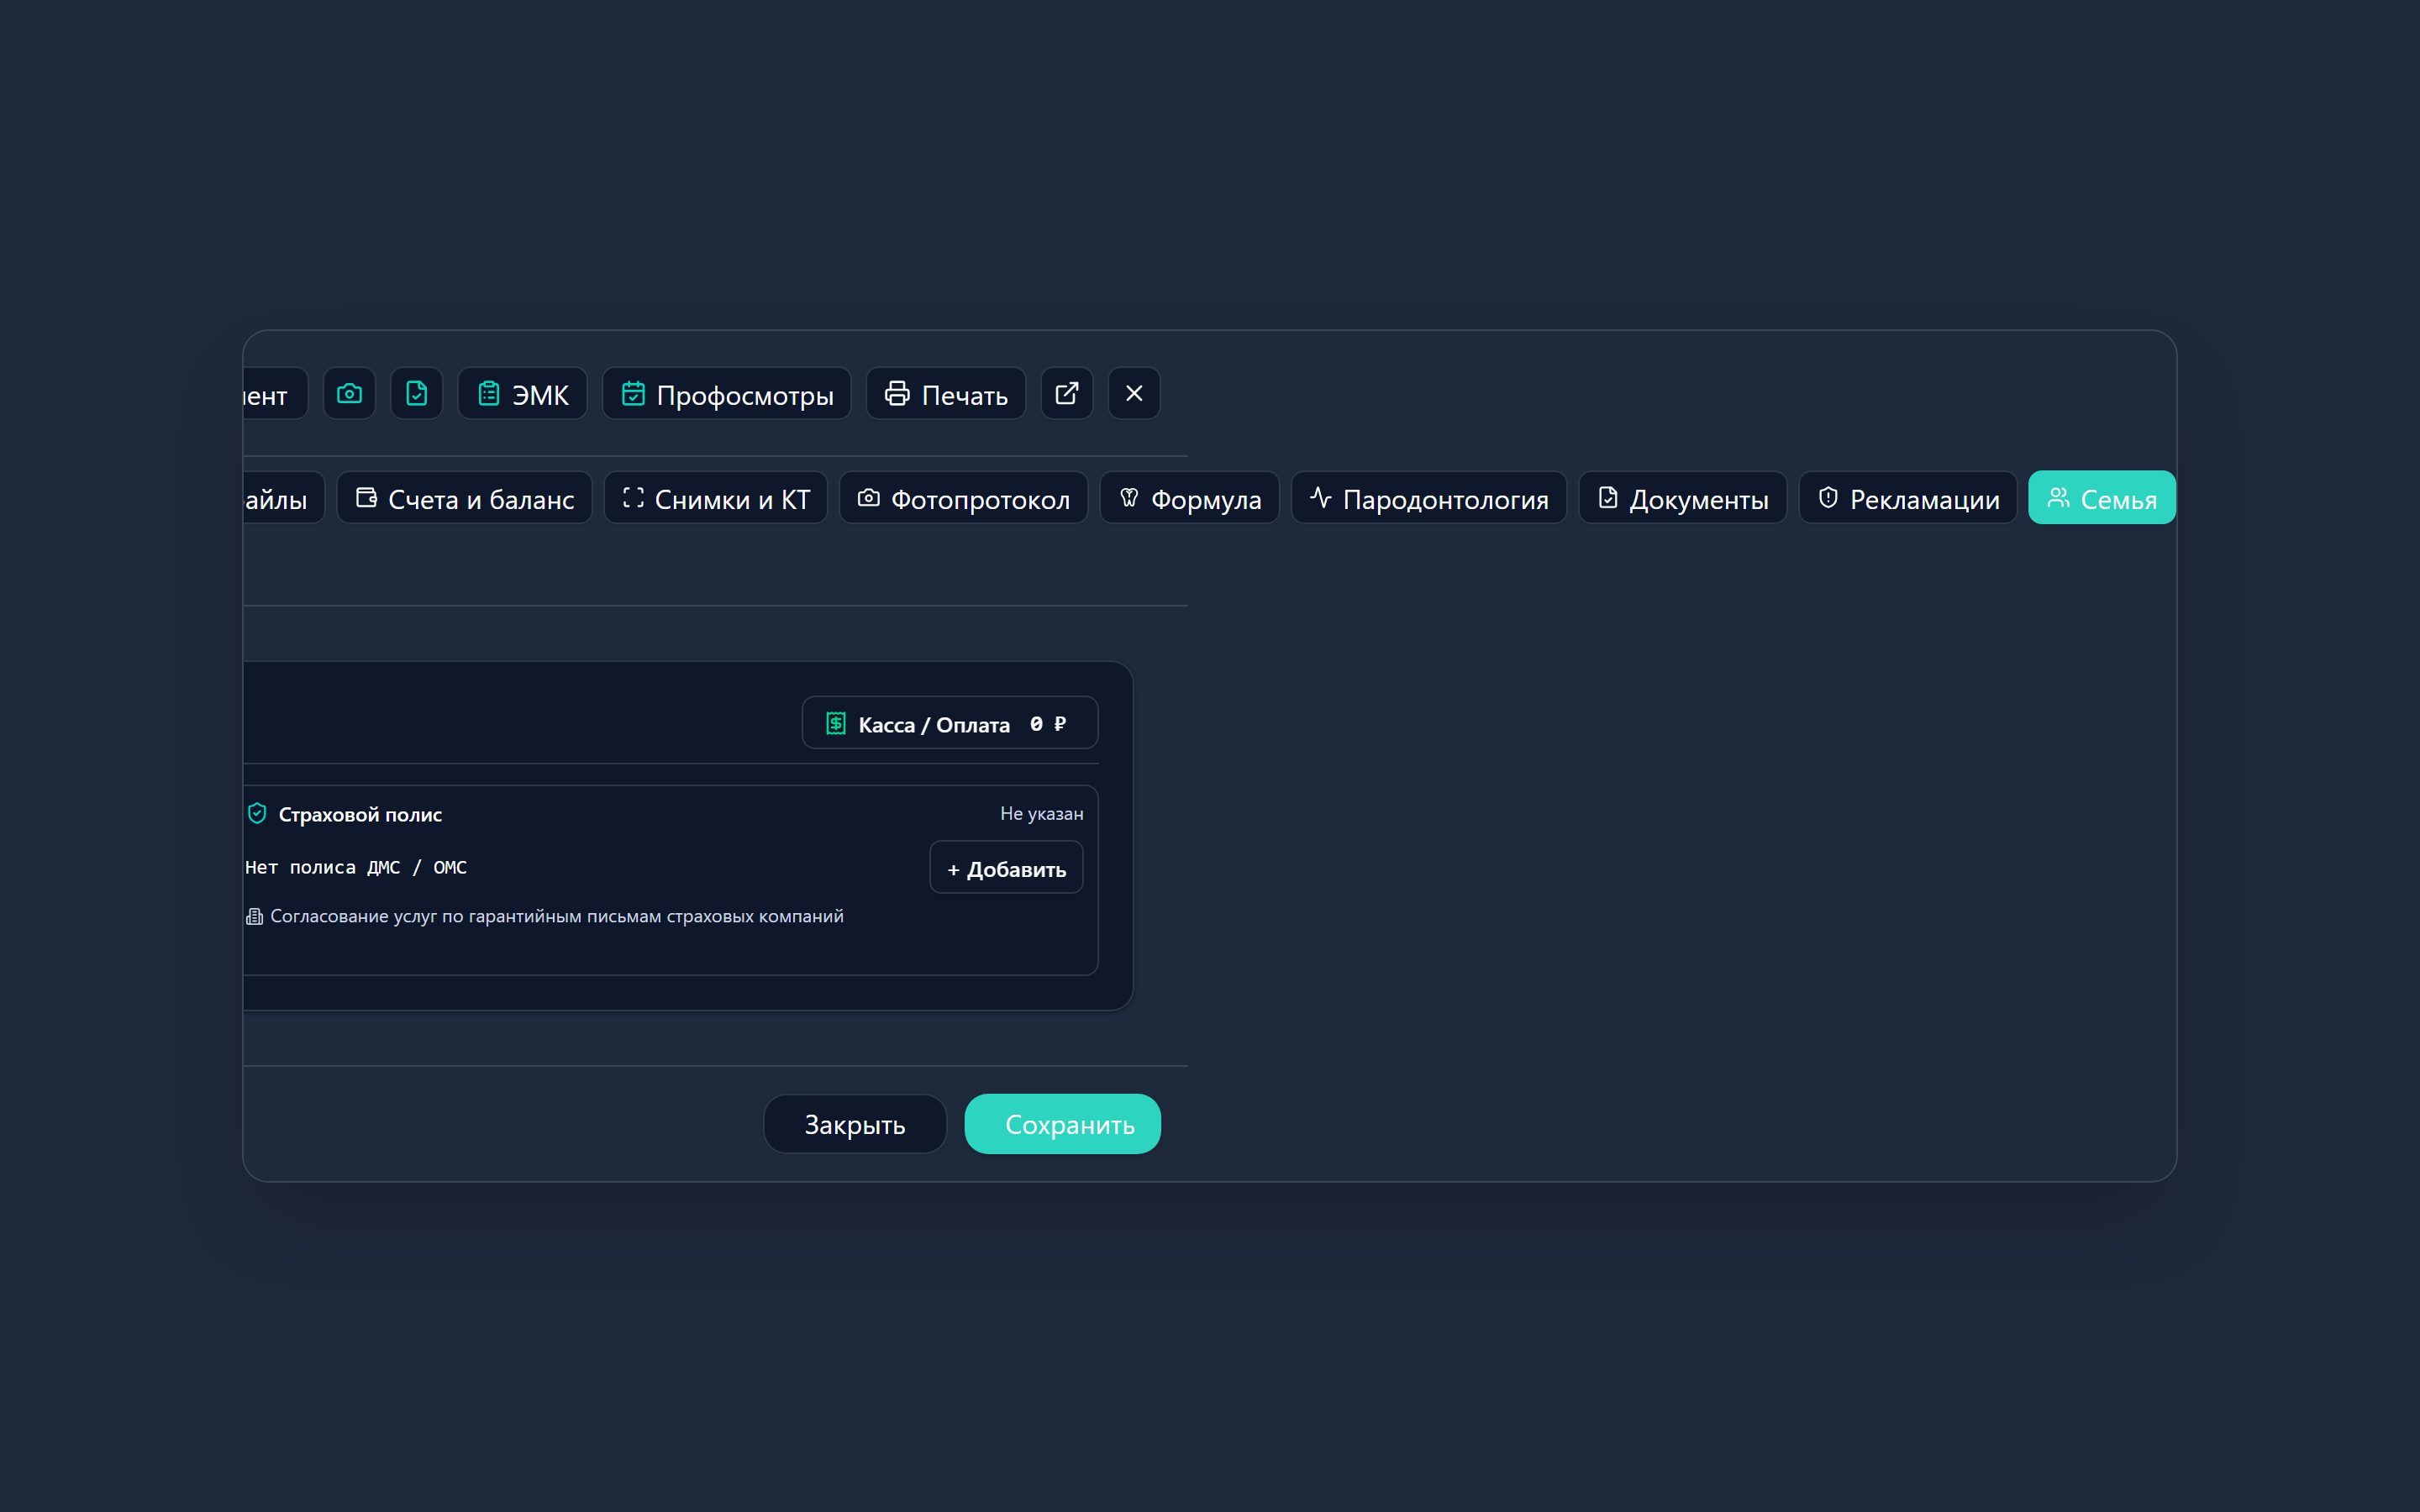 ент ЭМК Профосмотры Печать
айлы Счета и баланс Снимки и КТ Фотопротокол Формула Пародонтология Документы Рекламации Семья
Касса / Оплата 0 ₽
Страховой полис Не указан
Нет полиса ДМС / ОМС + Добавить
Согласование услуг по гарантийным письмам страховых компаний
Закрыть Сохранить